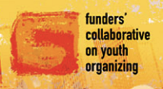 funders'
collaborative
on youth
organizing